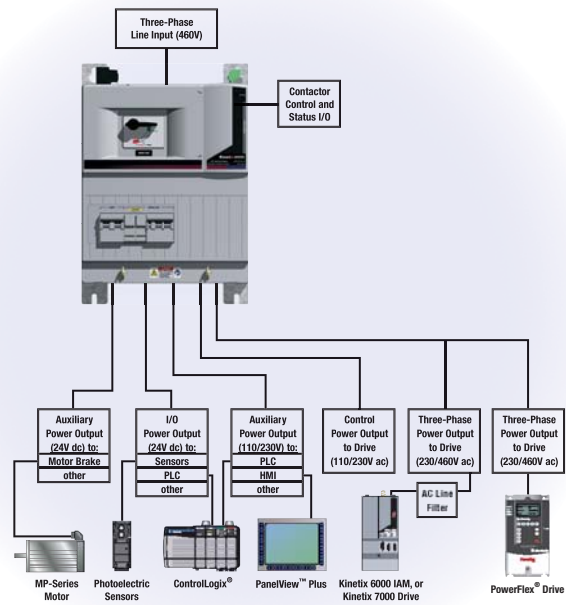 Three-Phase
Line Input (460V)
Contactor
Control and
Status I/O
Auxiliary
Power Output
(24V dc) to:
Motor Brake
other
I/O
Power Output
(24V dc) to:
Sensors
PLC
other
Auxiliary
Power Output
(110/230V) to:
PLC
HMI
other
Control
Power Output
to Drive
(110/230V ac)
Three-Phase
Power Output
to Drive
(230/460V ac)
Three-Phase
Power Output
to Drive
(230/460V ac)
AC Line
Filter
MP-Series
Motor
Photoelectric
Sensors
ControlLogix®
PanelView™ Plus
Kinetix 6000 IAM, or
Kinetix 7000 Drive
PowerFlex® Drive